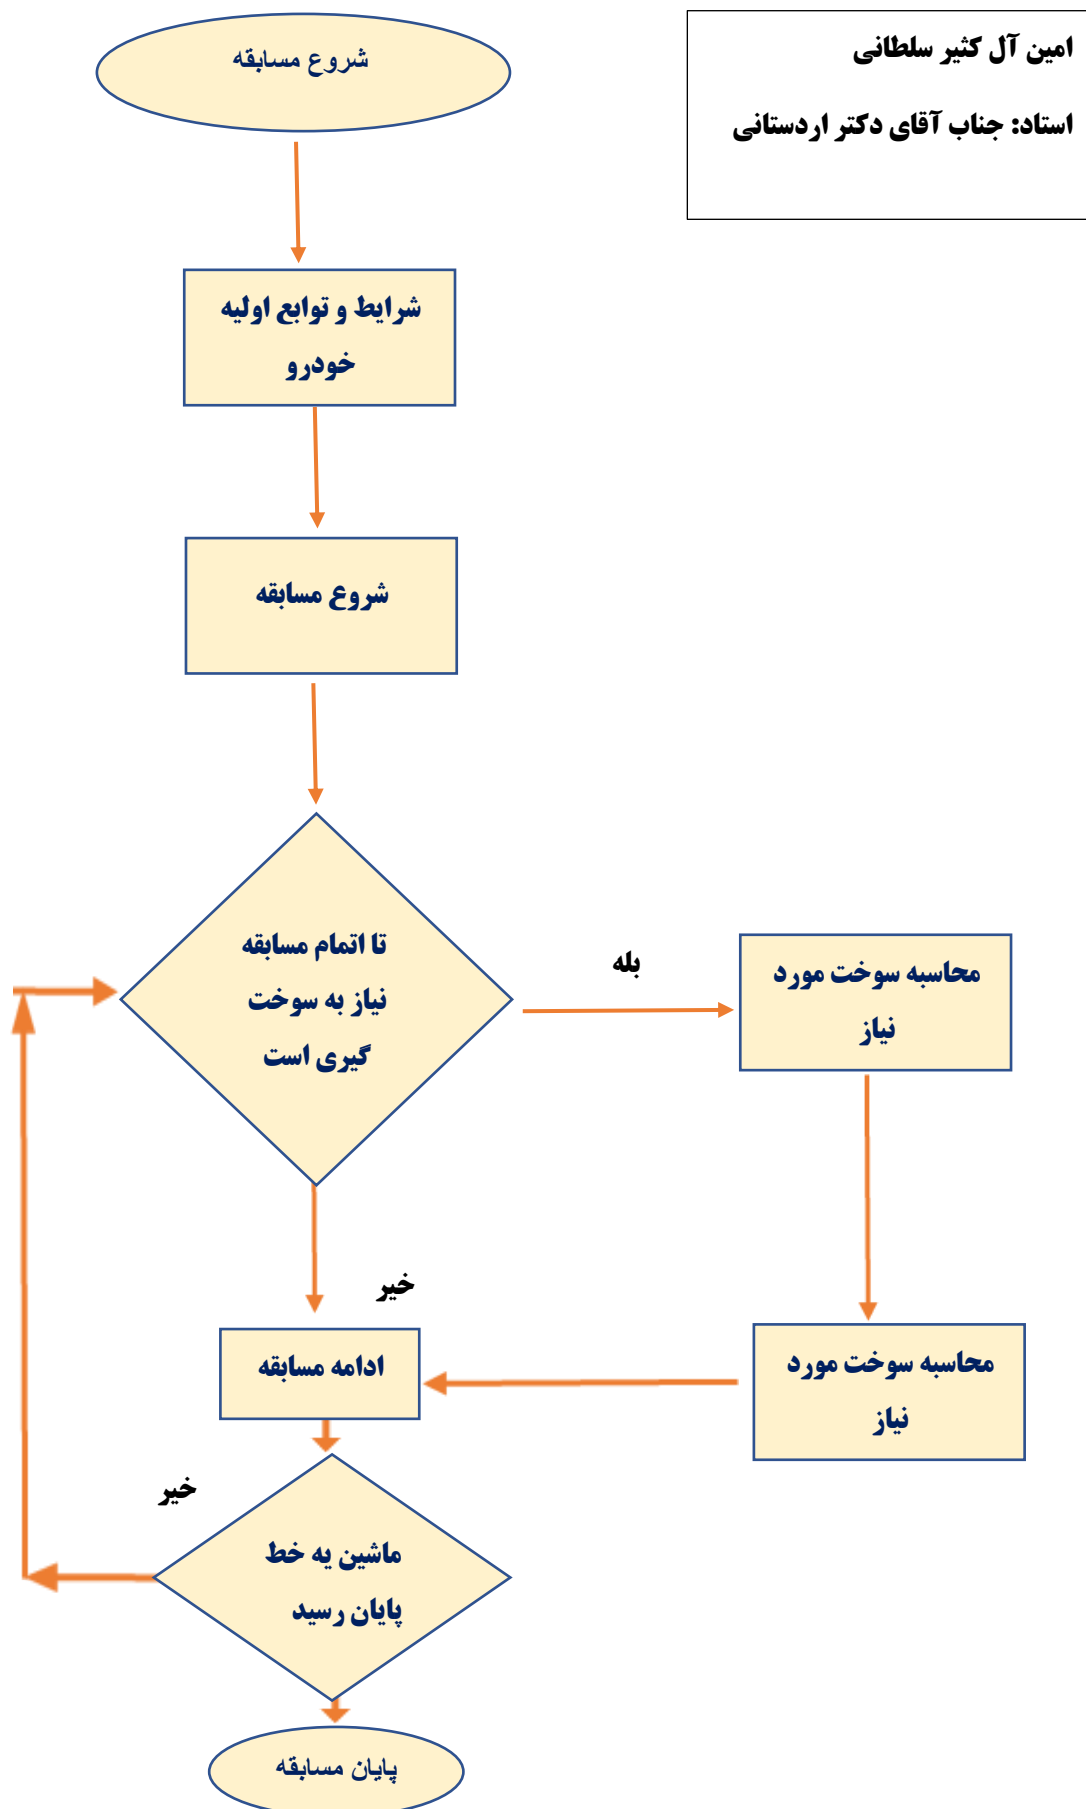 امین آل کثیر سلطانی
استاد: جناب آقای دکتر اردستانی
شروع مسابقه
شرایط و توابع اولیه
خودرو
شروع مسابقه
تا اتمام مسابقه
نیاز به سوخت
گیری است
بله
محاسبه سوخت مورد
نیاز
خیر
ادامه مسابقه
محاسبه سوخت مورد
نیاز
خیر
ماشین یه خط
پایان رسید
پایان مسابقه